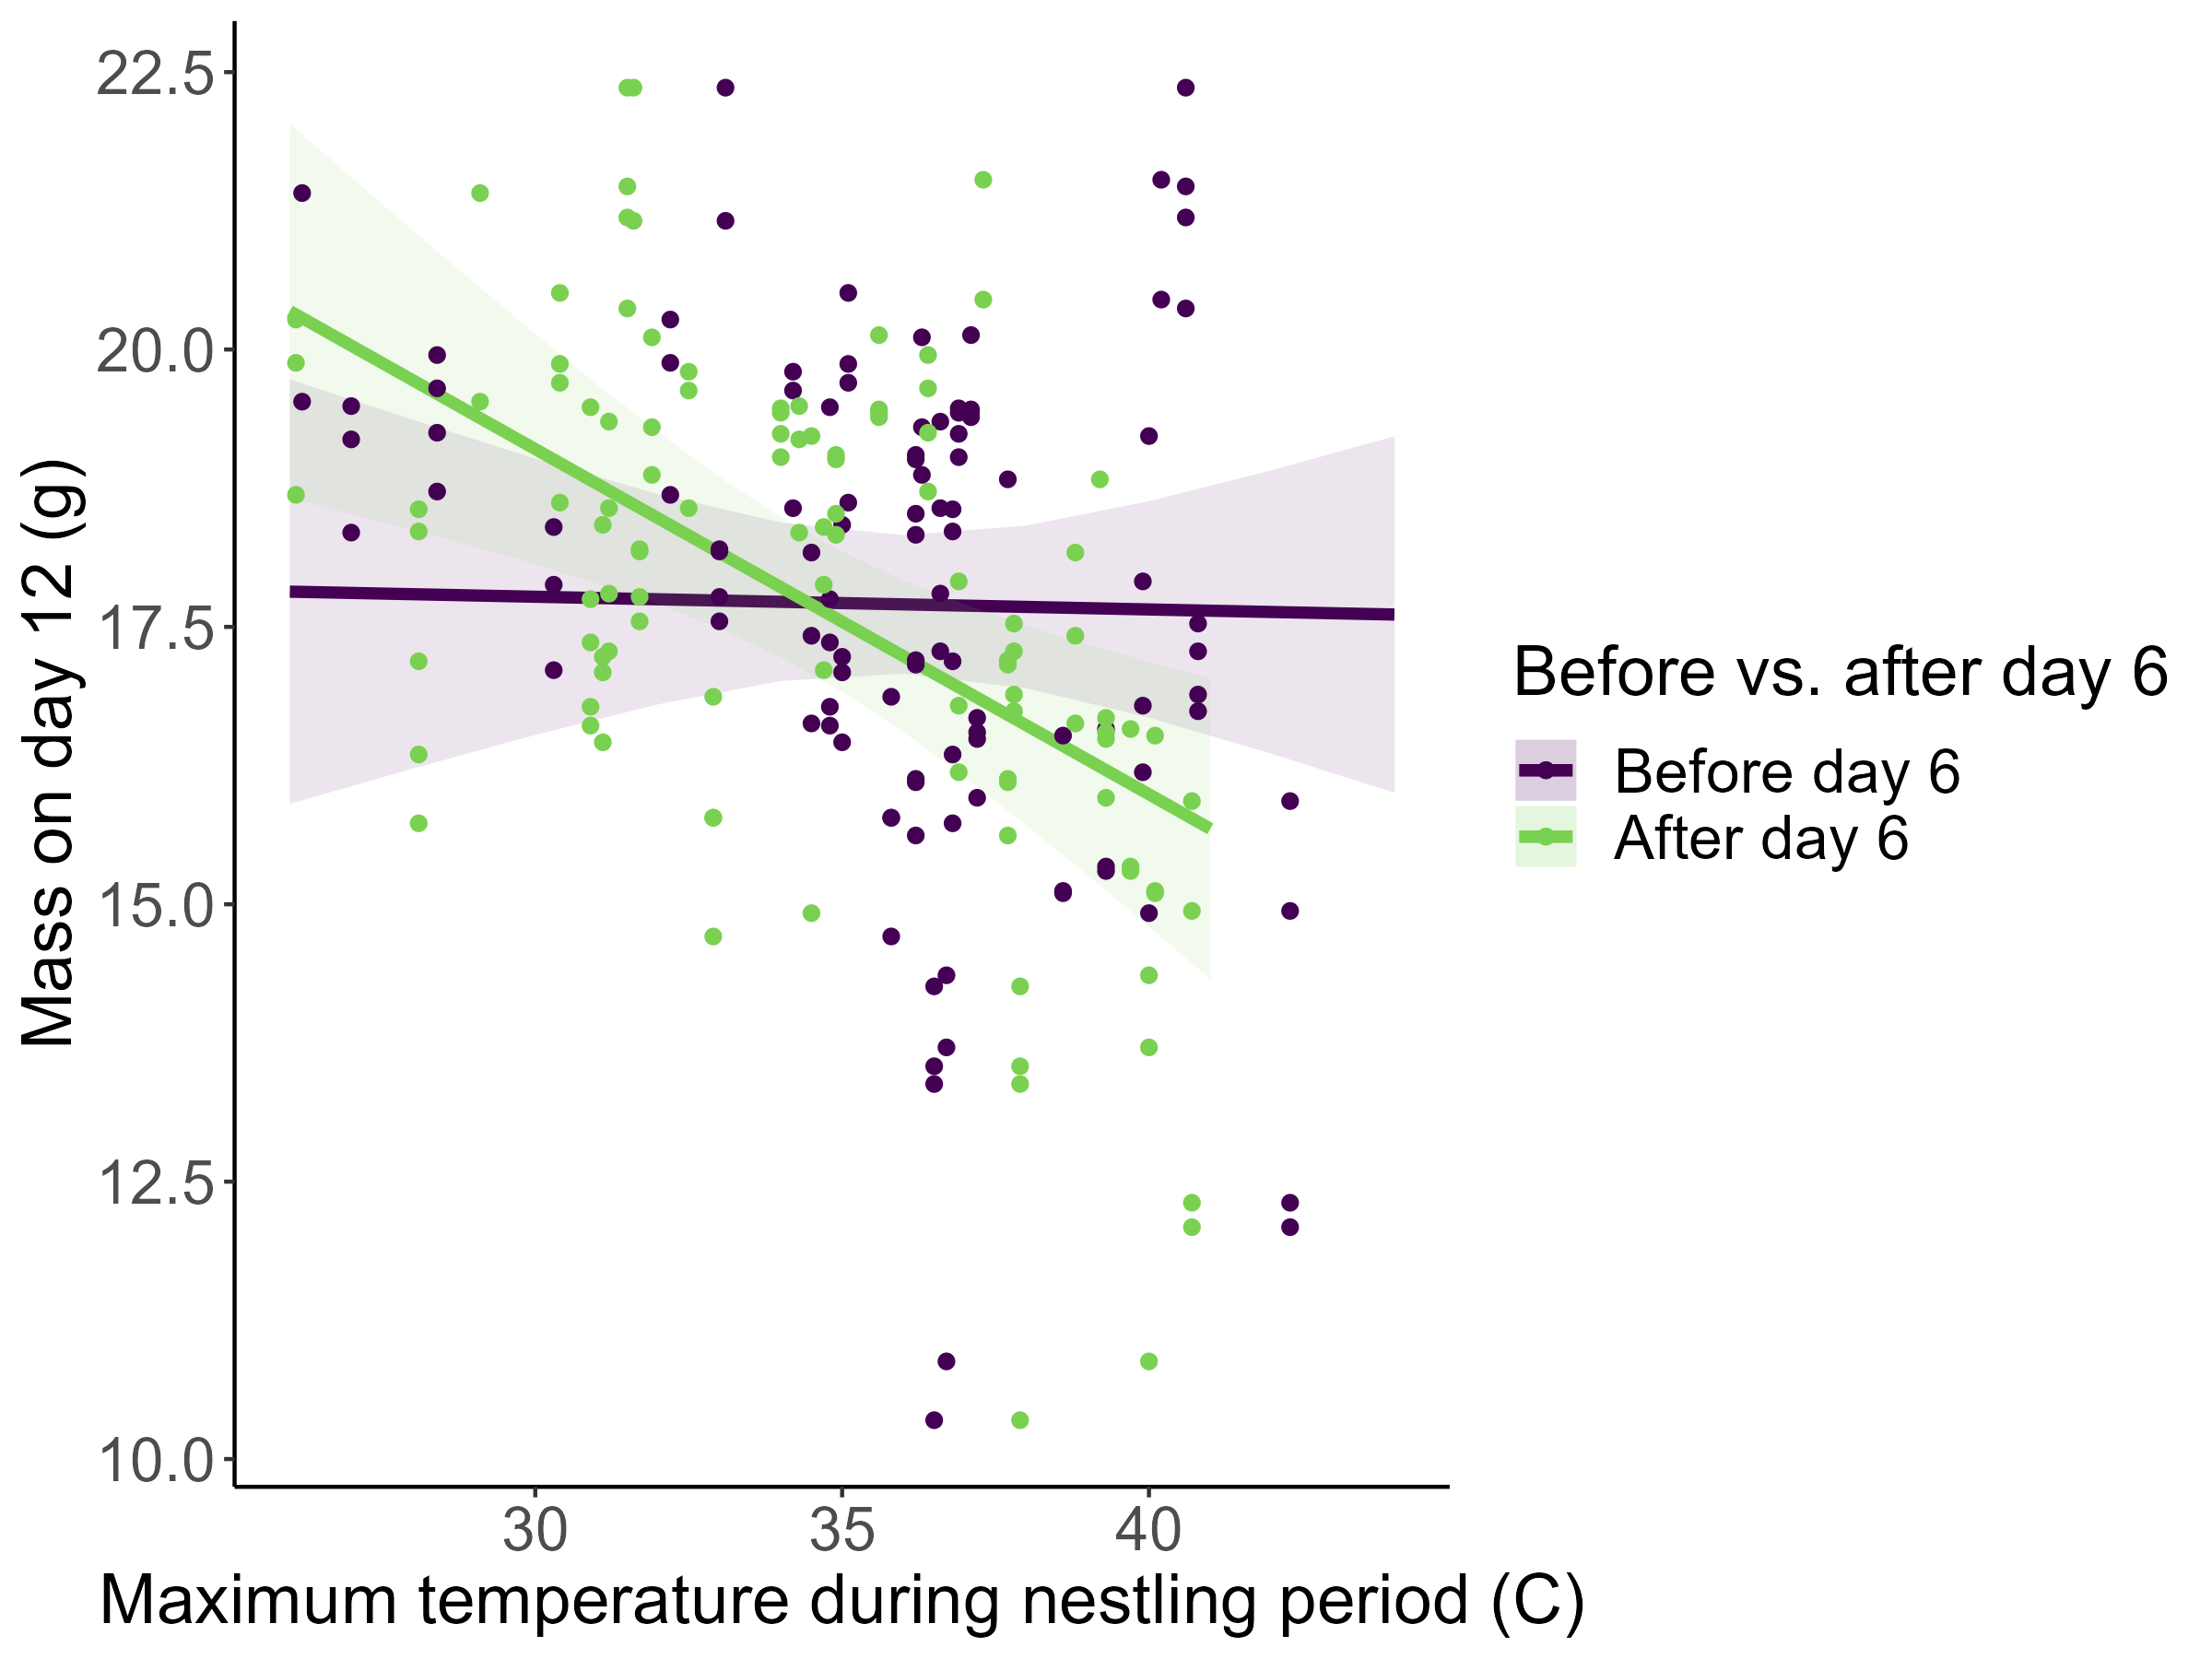 22.5
20.0
17.5
15.0
12.5
10.0
Mass on day 12 (g)
30 35 40
Maximum temperature during nestling period (C)
Before vs. after day 6
Before day 6
After day 6